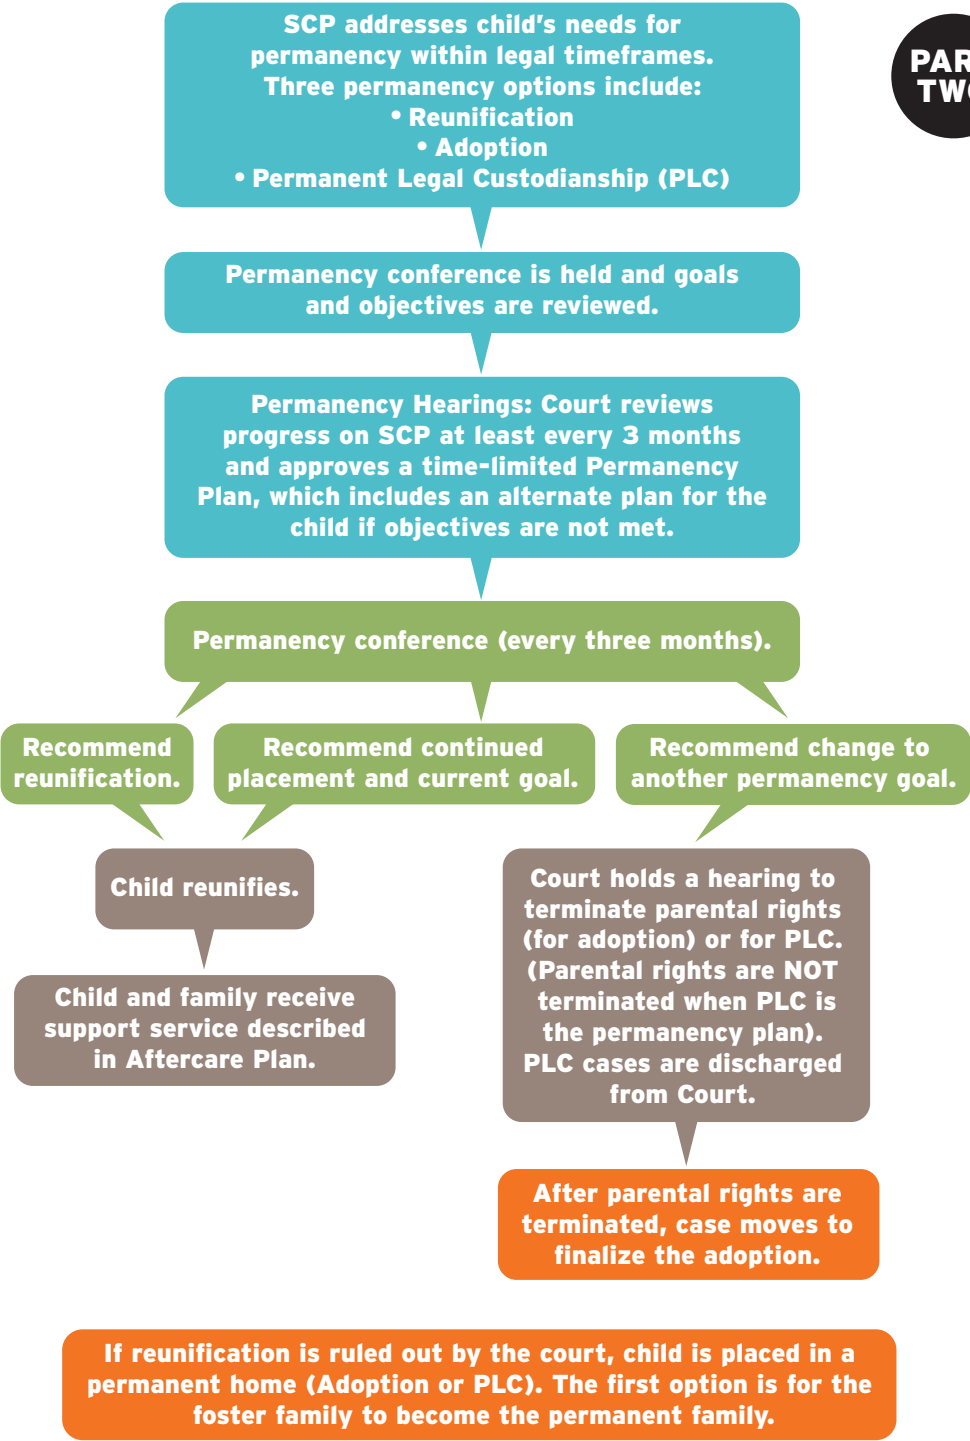 SCP addresses child's needs for
permanency within legal timeframes.
Three permanency options include:
• Reunification
• Adoption
• Permanent Legal Custodianship (PLC)
PAR
TWO
Permanency conference is held and goals
and objectives are reviewed.
Permanency Hearings: Court reviews
progress on SCP at least every 3 months
and approves a time-limited Permanency
Plan, which includes an alternate plan for the
child if objectives are not met.
Permanency conference (every three months).
Recommend
reunification.
Recommend continued
placement and current goal.
Recommend change to
another permanency goal.
Child reunifies.
Child and family receive
support service described
in Aftercare Plan.
Court holds a hearing to
terminate parental rights
(for adoption) or for PLC.
(Parental rights are NOT
terminated when PLC is
the permanency plan).
PLC cases are discharged
from Court.
After parental rights are
terminated, case moves to
finalize the adoption.
If reunification is ruled out by the court, child is placed in a
permanent home (Adoption or PLC). The first option is for the
foster family to become the permanent family.